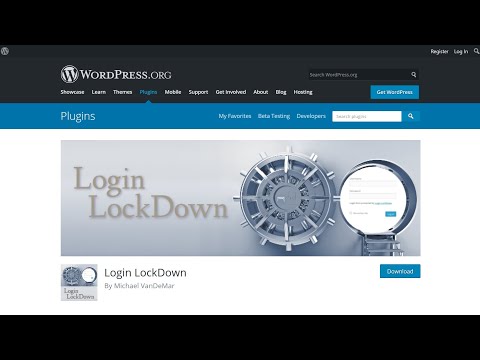 Register Log In
WORDPRESS.ORG
Search WordPress.org
Showcase Learn Themes Plugins Mobile Support Get Involved About Blog Hosting
Get WordPress
Plugins
My Favorites Beta Testing Developers
Search plugins
Login
LockDown
Login LockDown
By Michael VanDeMar
Download
Login
LockDown